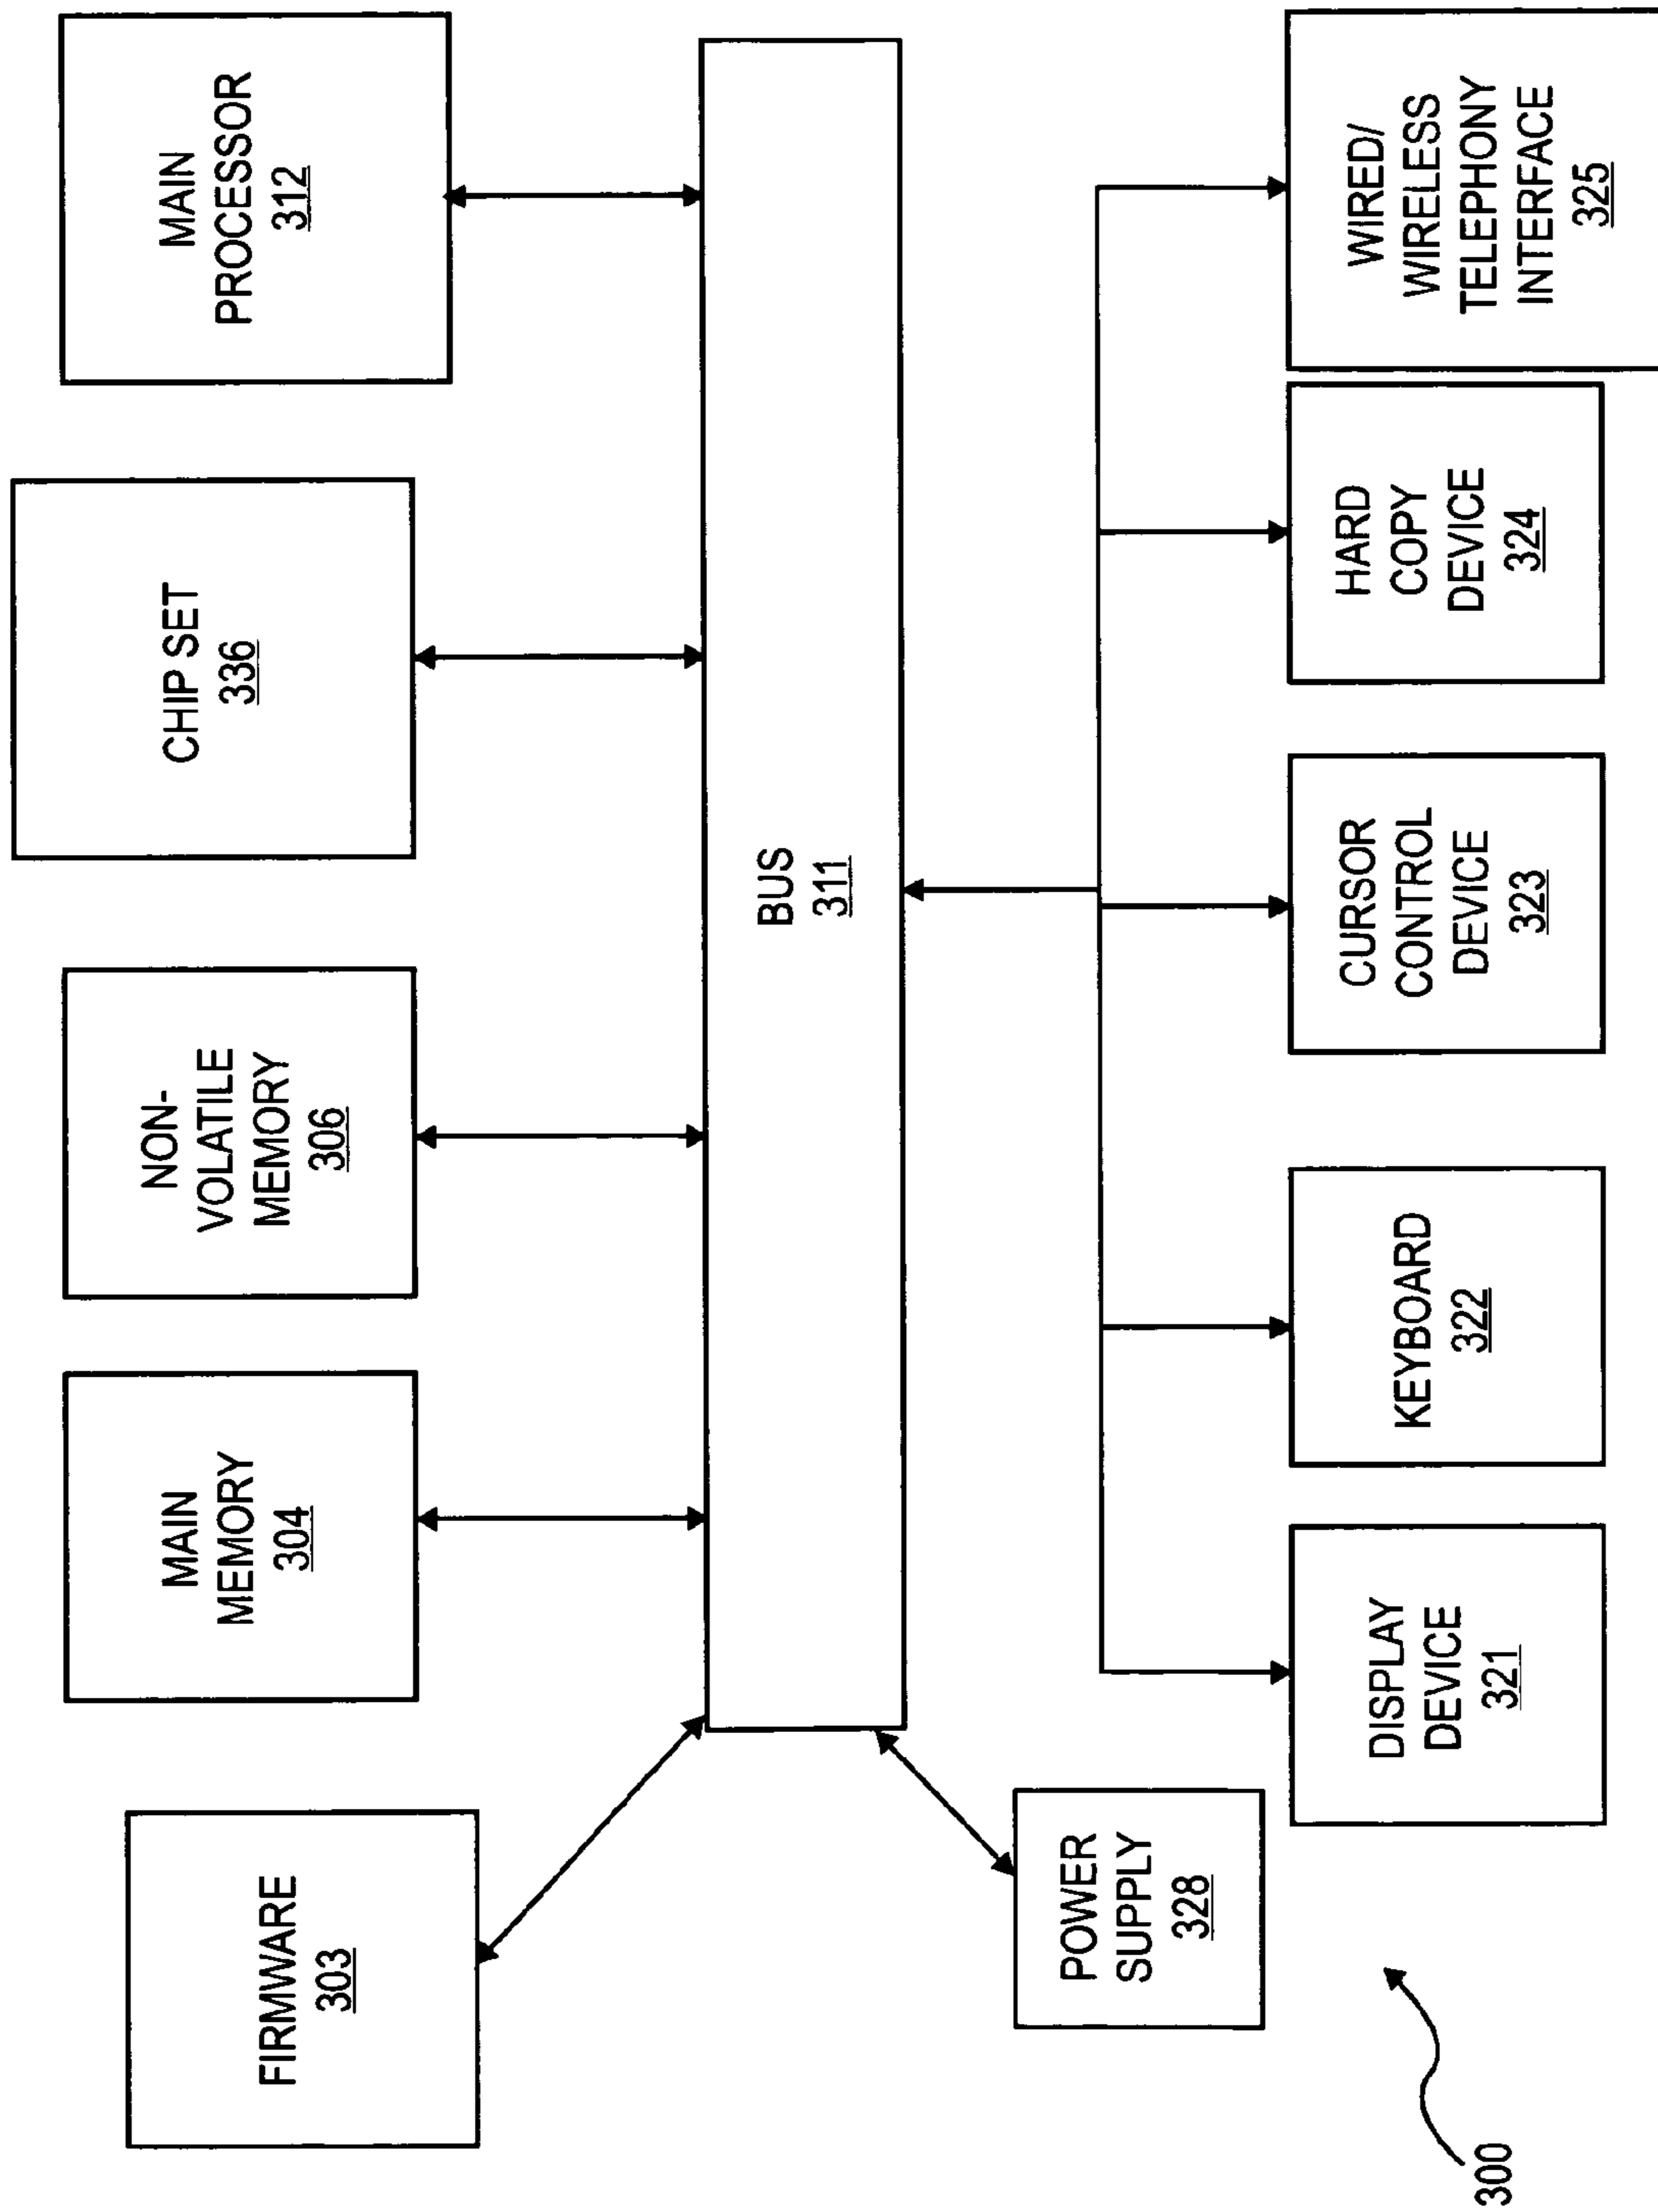 FIRMWARE
303
MAIN
MEMORY
304
NON-
VOLATILE
MEMORY
306
CHIP SET
336
MAIN
PROCESSOR
312
BUS
311
POWER
SUPPLY
328
DISPLAY
DEVICE
321
KEYBOARD
322
CURSOR
CONTROL
DEVICE
323
HARD
COPY
DEVICE
324
WIRED/
WIRELESS
TELEPHONY
INTERFACE
325
300